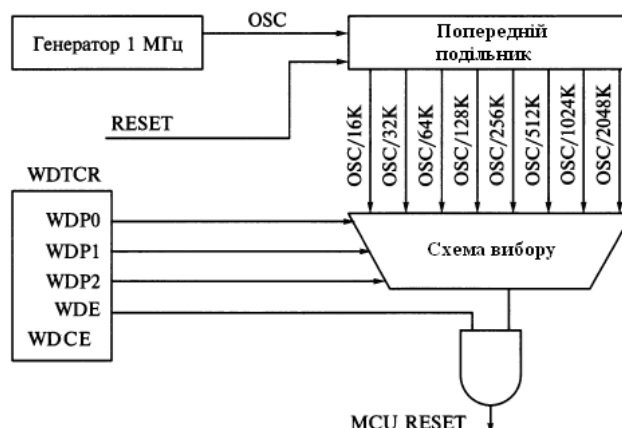 Генератор 1 МГц
OSC
Попередній
подільник
RESET
OSC/16K
OSC/32K
OSC/64K
OSC/128K
OSC/256K
OSC/512K
OSC/1024K
OSC/2048K
WDTCR
WDP0
WDP1
WDP2
WDE
WDCE
Схема вибору
MCU RESET